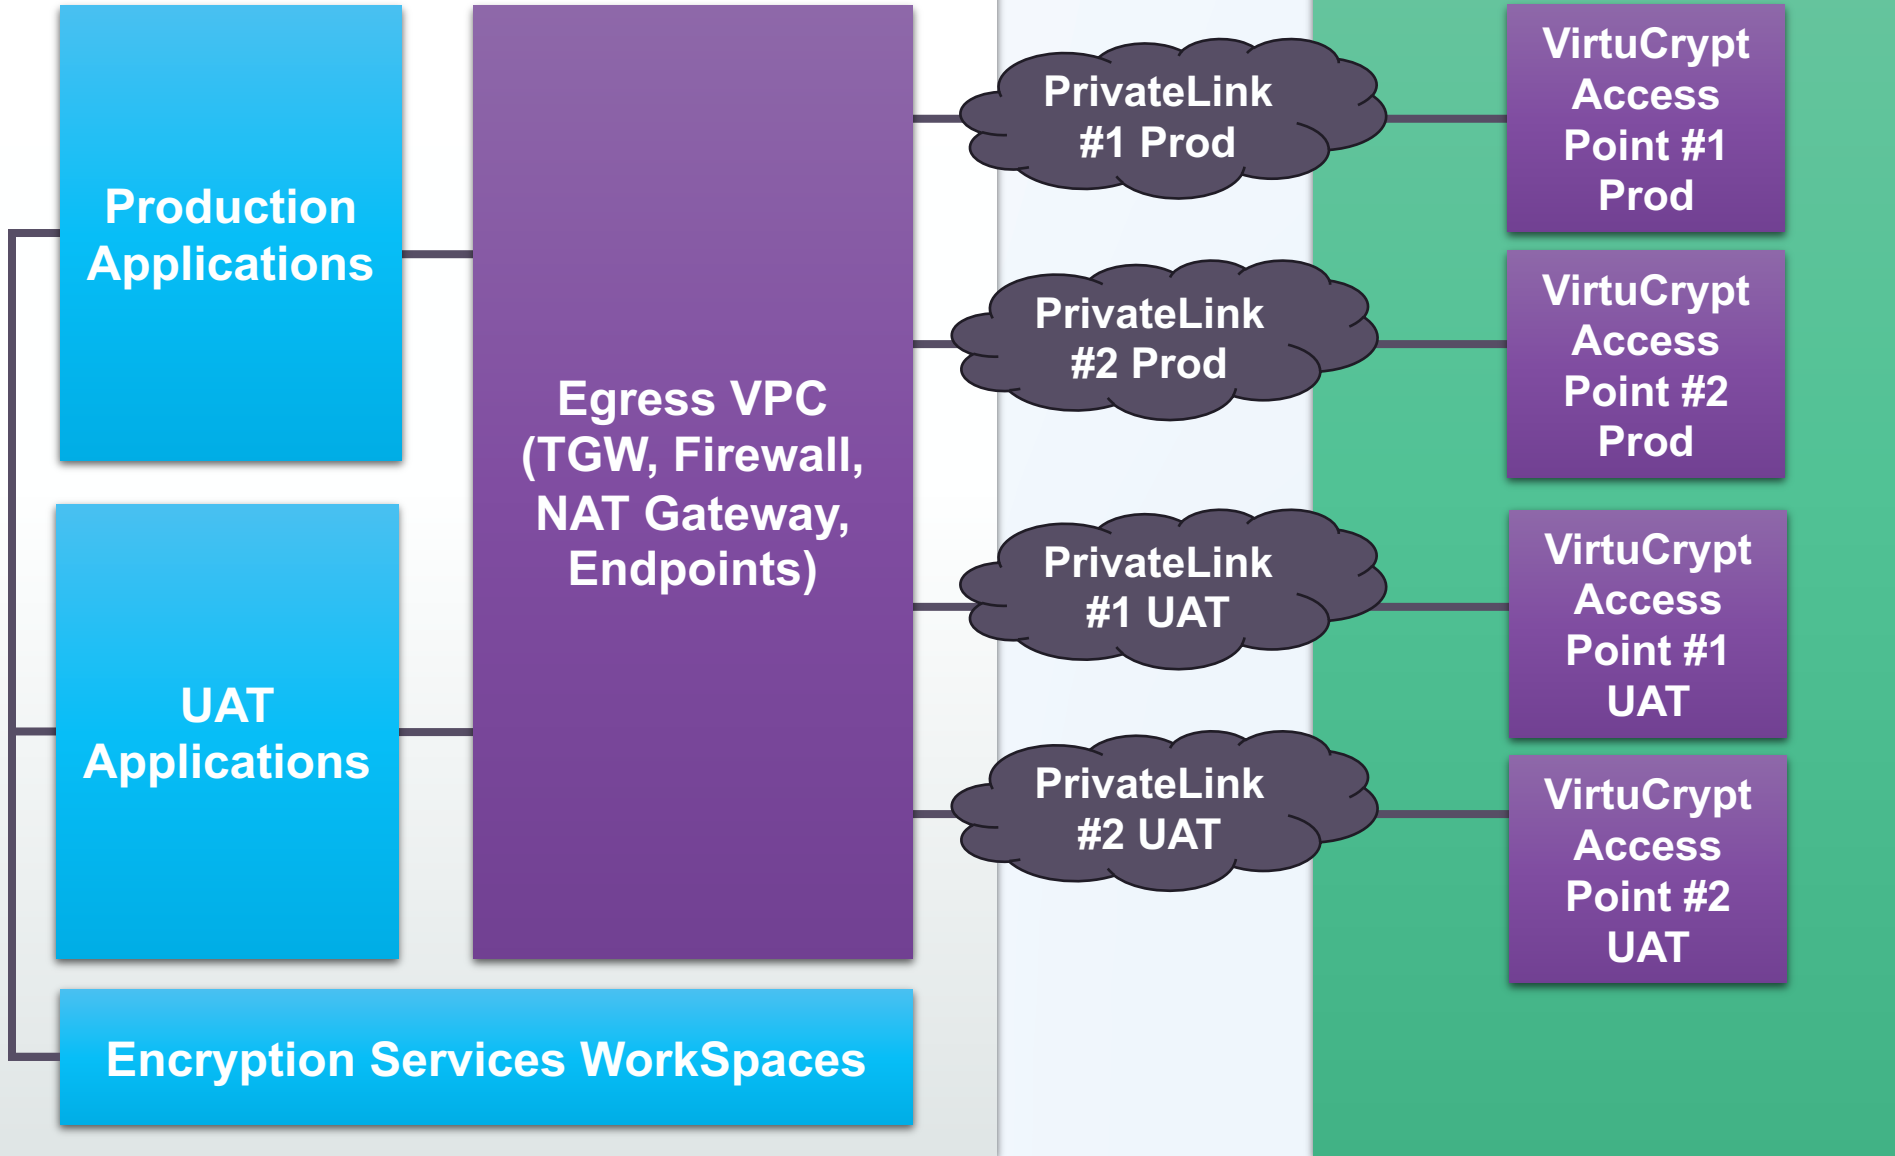 Production
Applications
UAT
Applications
Encryption Services WorkSpaces
Egress VPC
(TGW, Firewall,
NAT Gateway,
Endpoints)
PrivateLink
#1 Prod
PrivateLink
#2 Prod
PrivateLink
#1 UAT
PrivateLink
#2 UAT
VirtuCrypt
Access
Point #1
Prod
VirtuCrypt
Access
Point #2
Prod
VirtuCrypt
Access
Point #1
UAT
VirtuCrypt
Access
Point #2
UAT